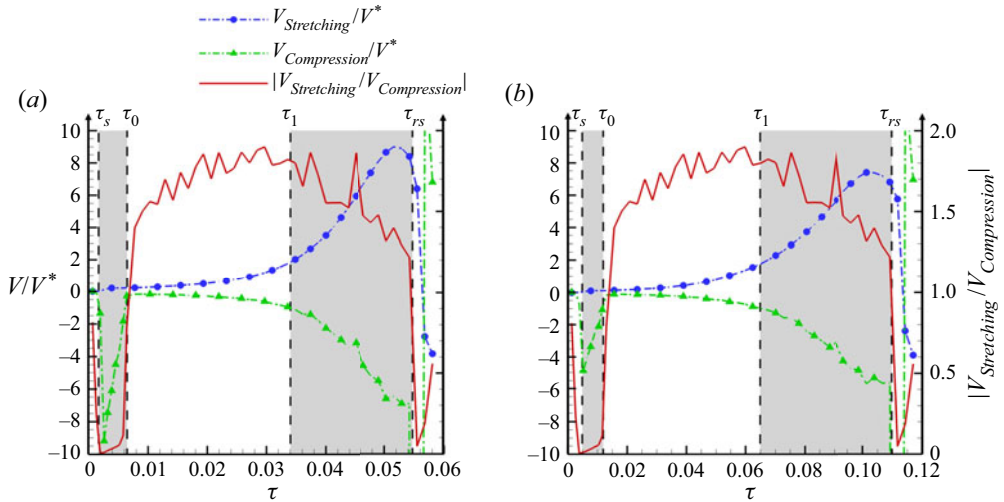 V_Stretching/V*
V_Compression/V*
|V_Stretching/V_Compression|
(a)
τ_s τ_0 τ_1 τ_rs
10
8
6
4
2
0
−2
−4
−6
−8
−10
V/V*
0 0.01 0.02 0.03 0.04 0.05 0.06
τ
(b)
τ_s τ_0 τ_1 τ_rs
10
8
6
4
2
0
−2
−4
−6
−8
−10
2.0
1.5
1.0
0.5
0
|V_Stretching/V_Compression|
0 0.02 0.04 0.06 0.08 0.10 0.12
τ